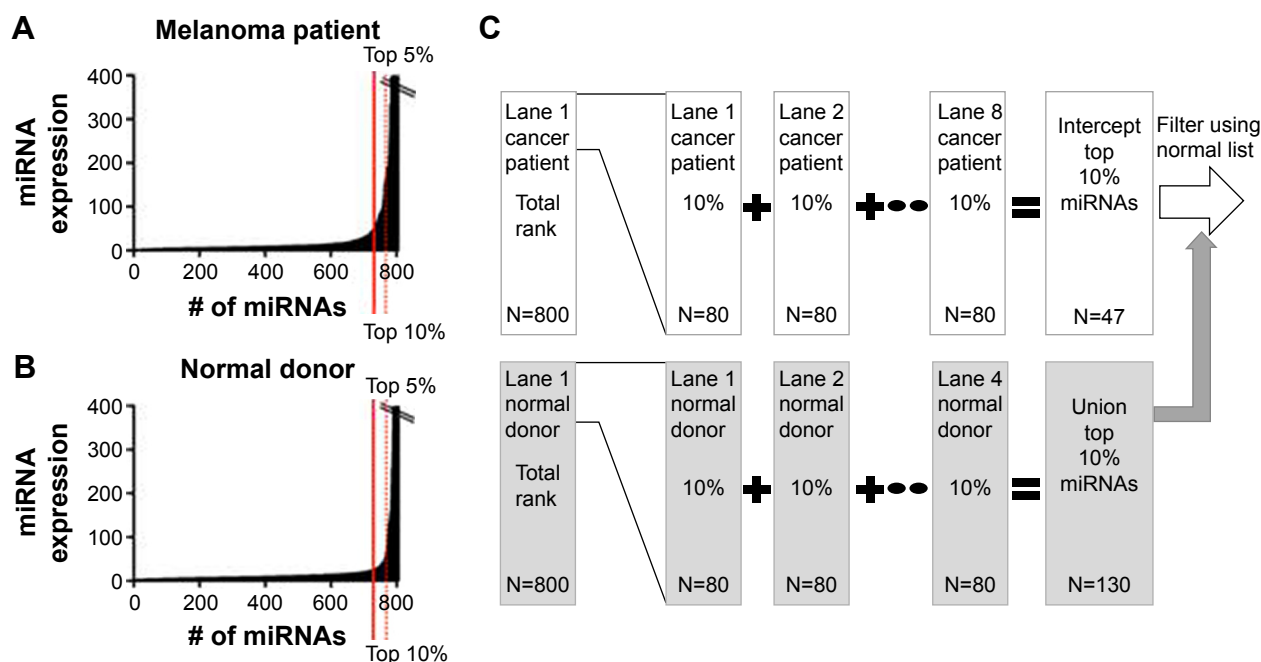 A
Melanoma patient
Top 5%
miRNA
expression
400
300
200
100
0
0 200 400 600 800
# of miRNAs
Top 10%
B
Normal donor
Top 5%
miRNA
expression
400
300
200
100
0
0 200 400 600 800
# of miRNAs
Top 10%
C
Lane 1
cancer
patient
Total
rank
N=800
Lane 1
cancer
patient
10%
N=80
+
Lane 2
cancer
patient
10%
N=80
+
Lane 8
cancer
patient
10%
N=80
=
Intercept
top
10%
miRNAs
N=47
Filter using
normal list
Lane 1
normal
donor
Total
rank
N=800
Lane 1
normal
donor
10%
N=80
+
Lane 2
normal
donor
10%
N=80
+
Lane 4
normal
donor
10%
N=80
=
Union
top
10%
miRNAs
N=130